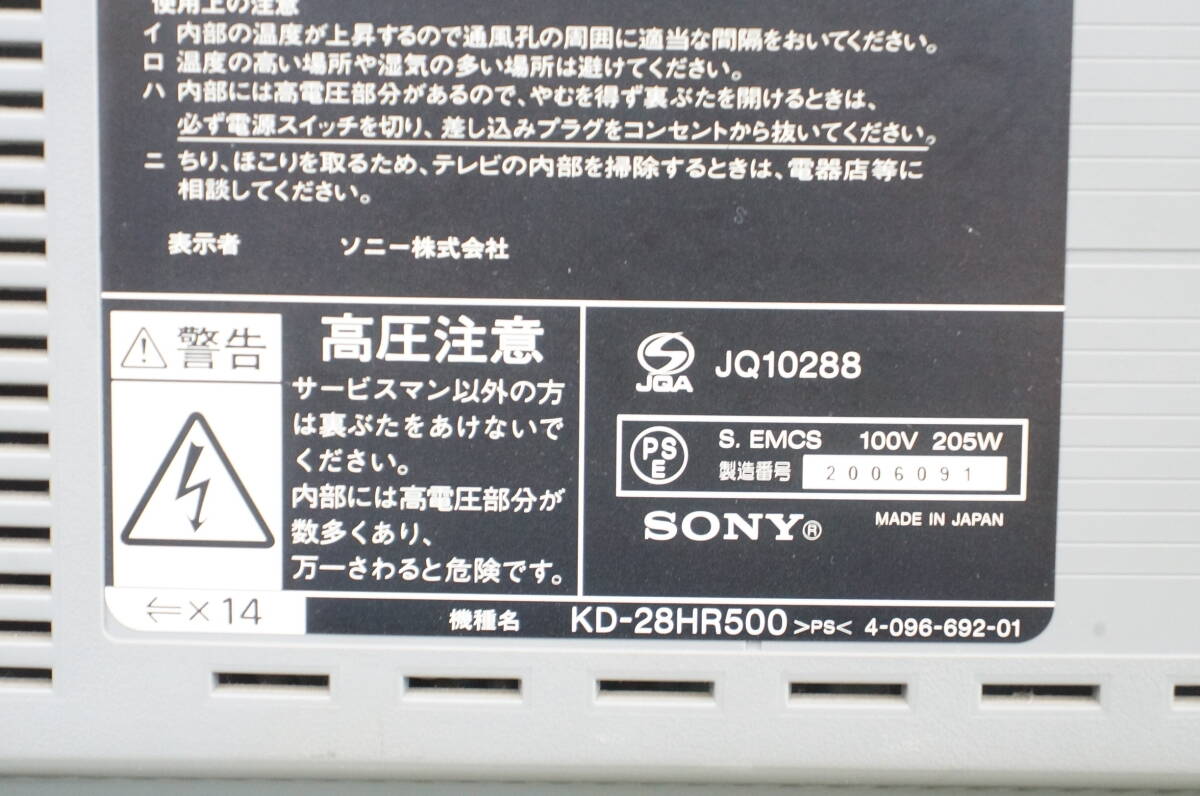 使用上の注意
イ 内部の温度が上昇するので通風孔の周囲に適当な間隔をおいてください。
ロ 温度の高い場所や湿気の多い場所は避けてください。
ハ 内部には高電圧部分があるので、やむを得ず裏ぶたを開けるときは、
必ず電源スイッチを切り、差し込みプラグをコンセントから抜いてください。
ニ ちり、ほこりを取るため、テレビの内部を掃除するときは、電器店等に
相談してください。
表示者 ソニー株式会社
警告
高圧注意
サービスマン以外の方
は裏ぶたをあけないで
ください。
内部には高電圧部分が
数多くあり、
万一さわると危険です。
⇐×14
JQA JQ10288
PS E S. EMCS 100V 205W
製造番号 2006091
SONY® MADE IN JAPAN
機種名 KD-28HR500 >PS< 4-096-692-01